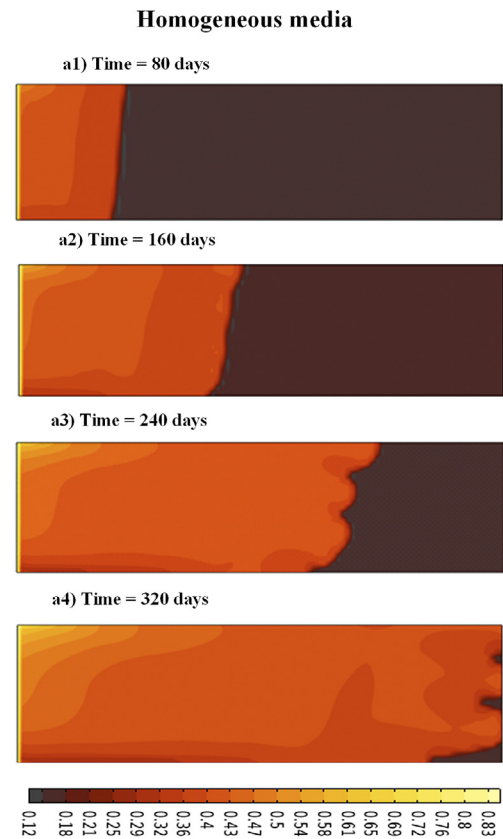 Homogeneous media
a1) Time = 80 days
a2) Time = 160 days
a3) Time = 240 days
a4) Time = 320 days
0.12 0.18 0.21 0.25 0.29 0.32 0.36 0.4 0.43 0.47 0.5 0.54 0.58 0.61 0.65 0.69 0.72 0.76 0.8 0.83